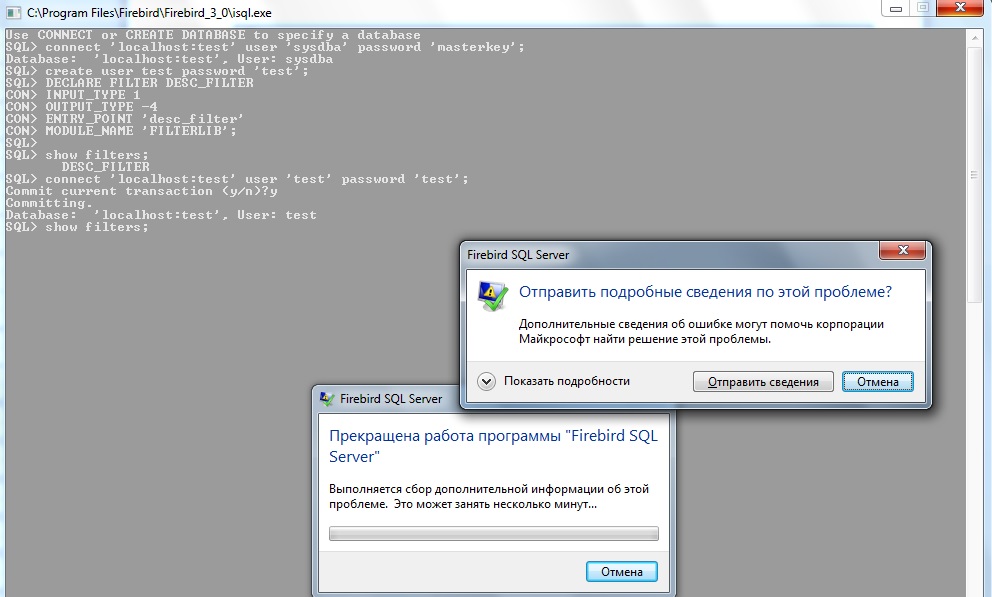 C:\Program Files\Firebird\Firebird_3_0\isql.exe
Use CONNECT or CREATE DATABASE to specify a database
SQL> connect 'localhost:test' user 'sysdba' password 'masterkey';
Database:  'localhost:test', User: sysdba
SQL> create user test password 'test';
SQL> DECLARE FILTER DESC_FILTER
CON> INPUT_TYPE 1
CON> OUTPUT_TYPE -4
CON> ENTRY_POINT 'desc_filter'
CON> MODULE_NAME 'FILTERLIB';
SQL>
SQL> show filters;
DESC_FILTER
SQL> connect 'localhost:test' user 'test' password 'test';
Commit current transaction (y/n)?y
Committing.
Database:  'localhost:test', User: test
SQL> show filters;
Firebird SQL Server
Отправить подробные сведения по этой проблеме?
Дополнительные сведения об ошибке могут помочь корпорации
Майкрософт найти решение этой проблемы.
Показать подробности
Отправить сведения
Отмена
Firebird SQL Server
Прекращена работа программы "Firebird SQL
Server"
Выполняется сбор дополнительной информации об этой
проблеме. Это может занять несколько минут...
Отмена